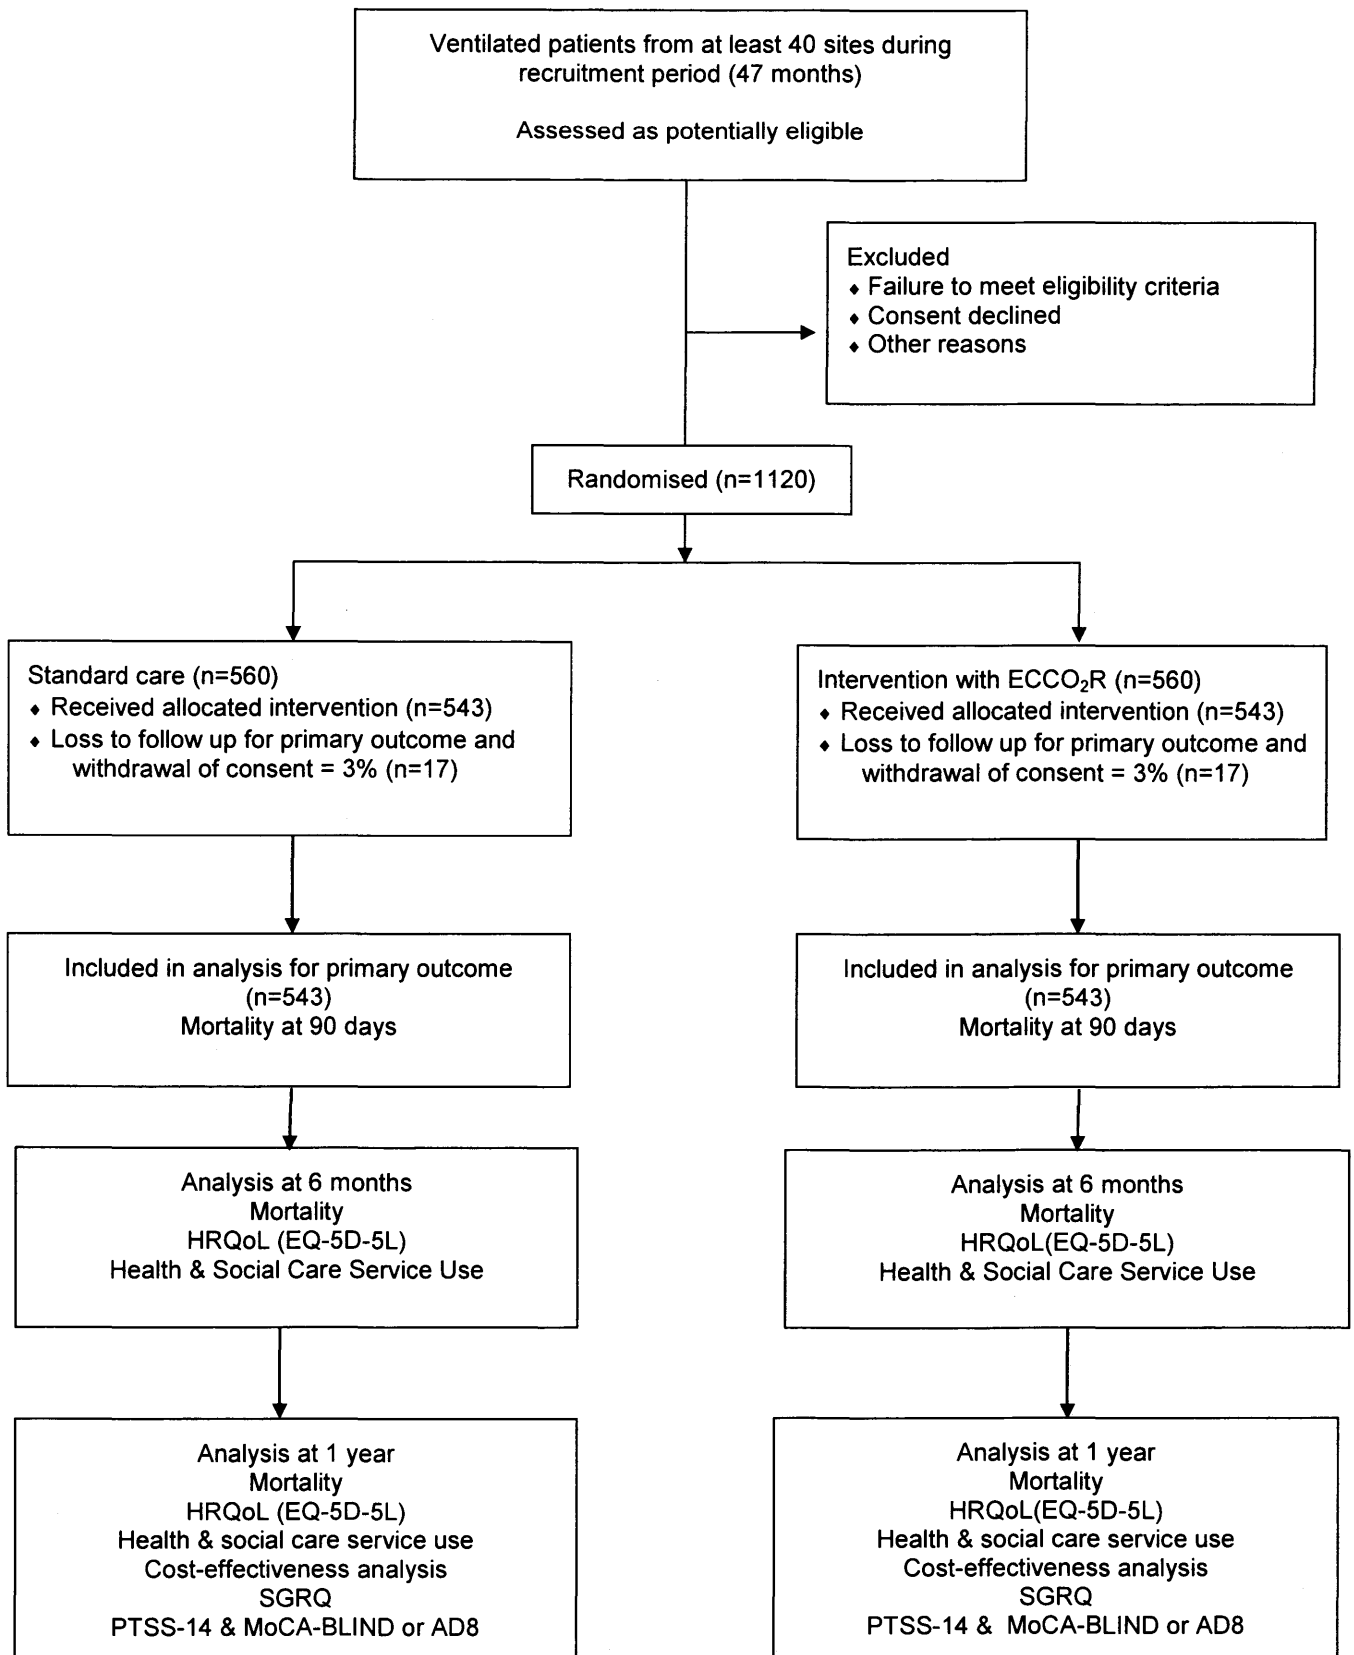 Ventilated patients from at least 40 sites during
recruitment period (47 months)
Assessed as potentially eligible
Excluded
♦ Failure to meet eligibility criteria
♦ Consent declined
♦ Other reasons
Randomised (n=1120)
Standard care (n=560)
♦ Received allocated intervention (n=543)
♦ Loss to follow up for primary outcome and
withdrawal of consent = 3% (n=17)
Intervention with ECCO₂R (n=560)
♦ Received allocated intervention (n=543)
♦ Loss to follow up for primary outcome and
withdrawal of consent = 3% (n=17)
Included in analysis for primary outcome
(n=543)
Mortality at 90 days
Included in analysis for primary outcome
(n=543)
Mortality at 90 days
Analysis at 6 months
Mortality
HRQoL (EQ-5D-5L)
Health & Social Care Service Use
Analysis at 6 months
Mortality
HRQoL(EQ-5D-5L)
Health & Social Care Service Use
Analysis at 1 year
Mortality
HRQoL (EQ-5D-5L)
Health & social care service use
Cost-effectiveness analysis
SGRQ
PTSS-14 & MoCA-BLIND or AD8
Analysis at 1 year
Mortality
HRQoL(EQ-5D-5L)
Health & social care service use
Cost-effectiveness analysis
SGRQ
PTSS-14 & MoCA-BLIND or AD8